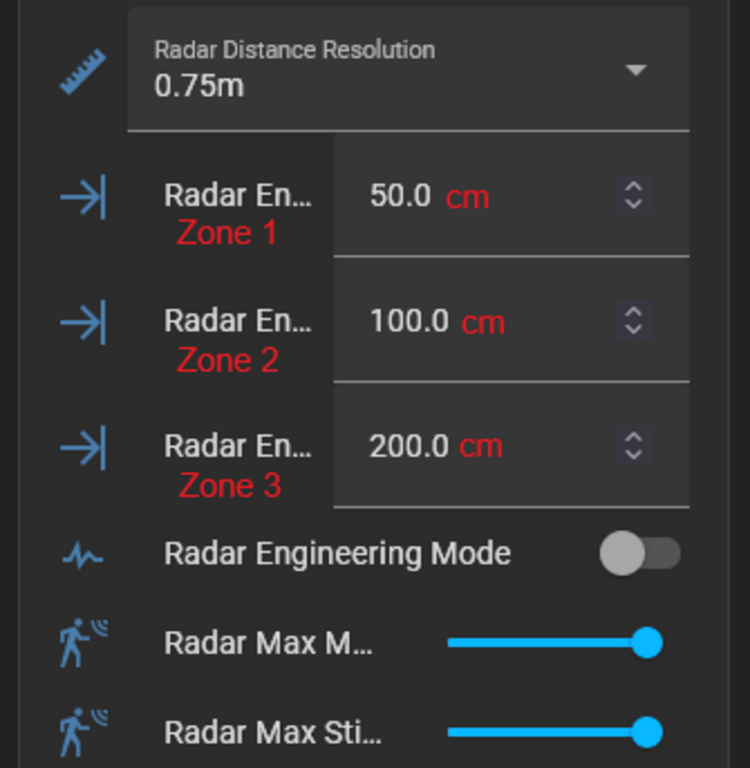 Radar Distance Resolution
0.75m
Radar En... 50.0 cm
Zone 1
Radar En... 100.0 cm
Zone 2
Radar En... 200.0 cm
Zone 3
Radar Engineering Mode
Radar Max M...
Radar Max Sti...